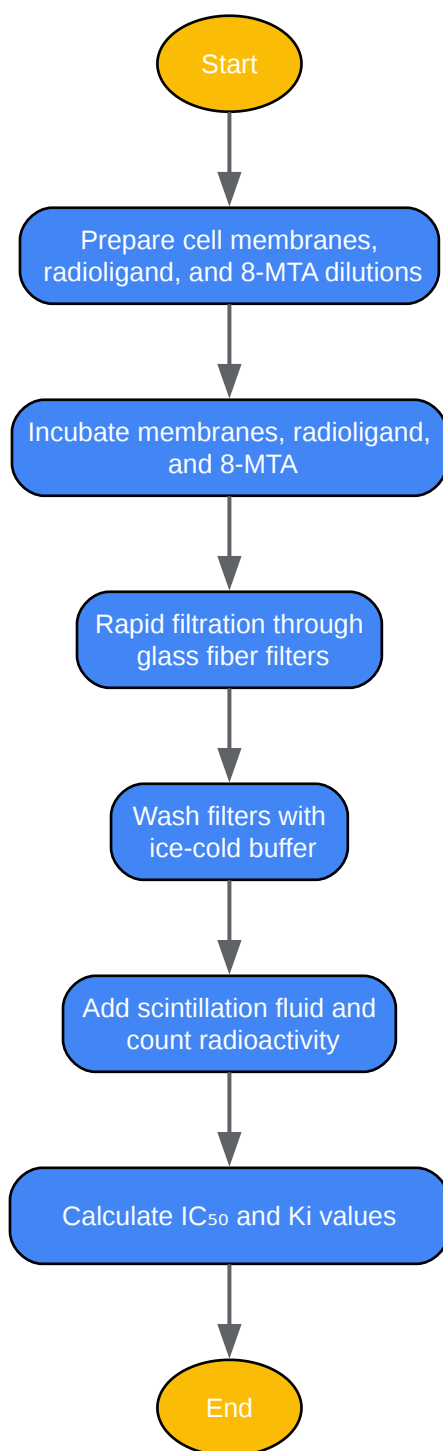 Start
Prepare cell membranes,
radioligand, and 8-MTA dilutions
Incubate membranes, radioligand,
and 8-MTA
Rapid filtration through
glass fiber filters
Wash filters with
ice-cold buffer
Add scintillation fluid and
count radioactivity
Calculate IC₅₀ and Ki values
End